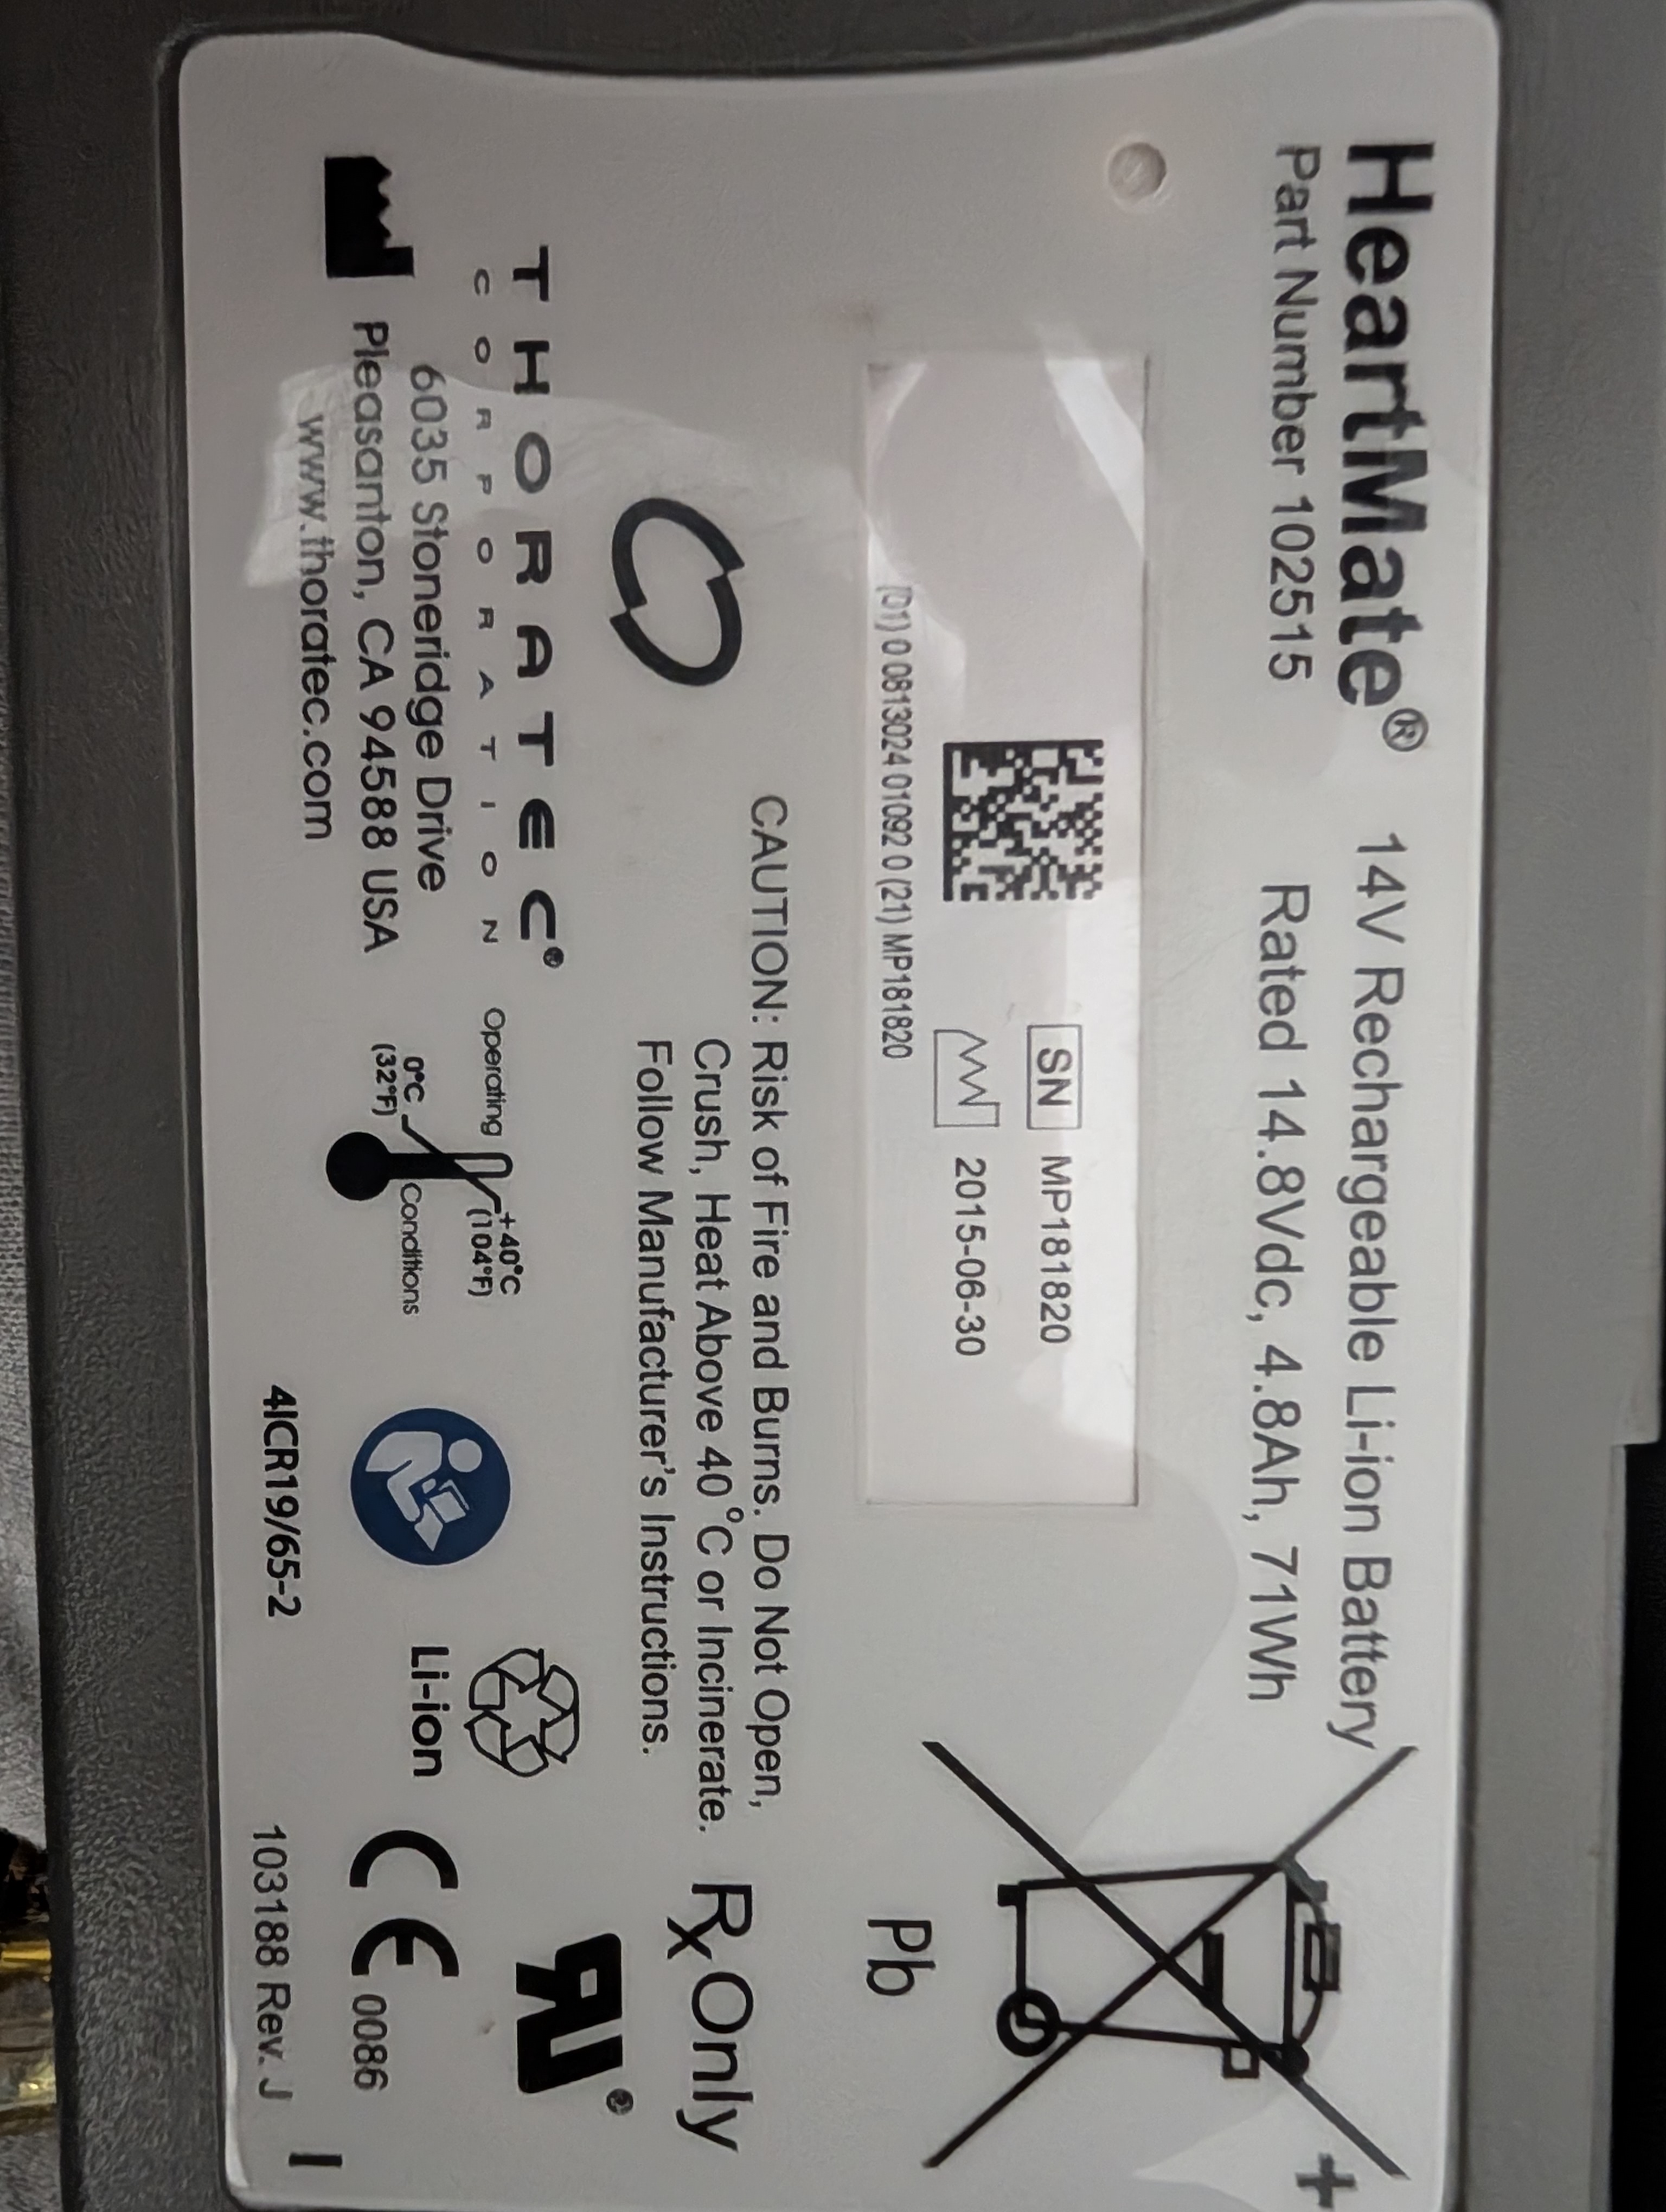 HeartMate® 14V Rechargeable Li-ion Battery
Part Number 102515 Rated 14.8Vdc, 4.8Ah, 71Wh
+
SN MP181820
2015-06-30
(01) 0 0813024 01092 0 (21) MP181820
Pb
CAUTION: Risk of Fire and Burns. Do Not Open,
Crush, Heat Above 40°C or Incinerate.
Follow Manufacturer's Instructions.
Rx Only
THORATEC®
CORPORATION
6035 Stoneridge Drive
Pleasanton, CA 94588 USA
www.thoratec.com
Operating
+40°C
(104°F)
0°C
(32°F)
Conditions
4ICR19/65-2
Li-ion
CE 0086
103188 Rev. J